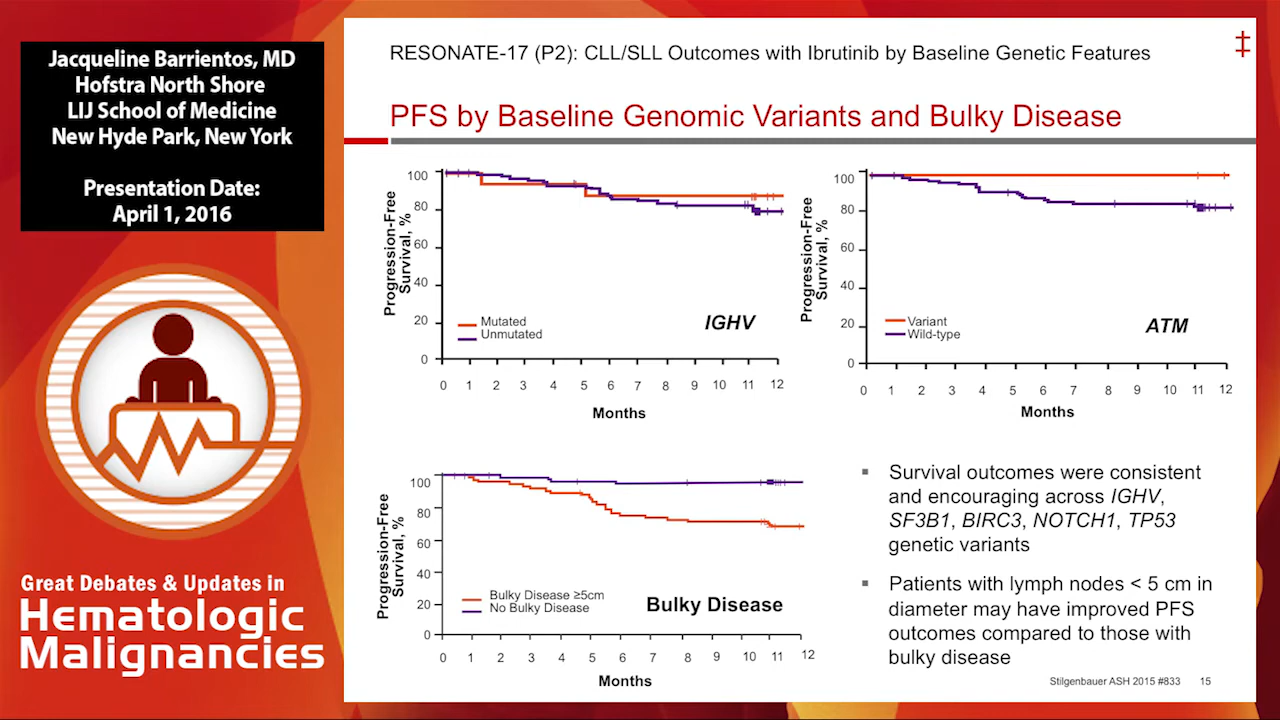 Jacqueline Barrientos, MD
Hofstra North Shore
LIJ School of Medicine
New Hyde Park, New York
Presentation Date:
April 1, 2016
Great Debates & Updates in
Hematologic
Malignancies
RESONATE-17 (P2): CLL/SLL Outcomes with Ibrutinib by Baseline Genetic Features
‡
PFS by Baseline Genomic Variants and Bulky Disease
Progression-Free
Survival, %
100
80
60
40
20
0
Mutated
Unmutated
IGHV
0 1 2 3 4 5 6 7 8 9 10 11 12
Months
Progression-Free
Survival, %
100
80
60
40
20
0
Variant
Wild-type
ATM
0 1 2 3 4 5 6 7 8 9 10 11 12
Months
Progression-Free
Survival, %
100
80
60
40
20
0
Bulky Disease ≥5cm
No Bulky Disease
Bulky Disease
0 1 2 3 4 5 6 7 8 9 10 11 12
Months
▪ Survival outcomes were consistent
and encouraging across IGHV,
SF3B1, BIRC3, NOTCH1, TP53
genetic variants
▪ Patients with lymph nodes < 5 cm in
diameter may have improved PFS
outcomes compared to those with
bulky disease
Stilgenbauer ASH 2015 #833 15